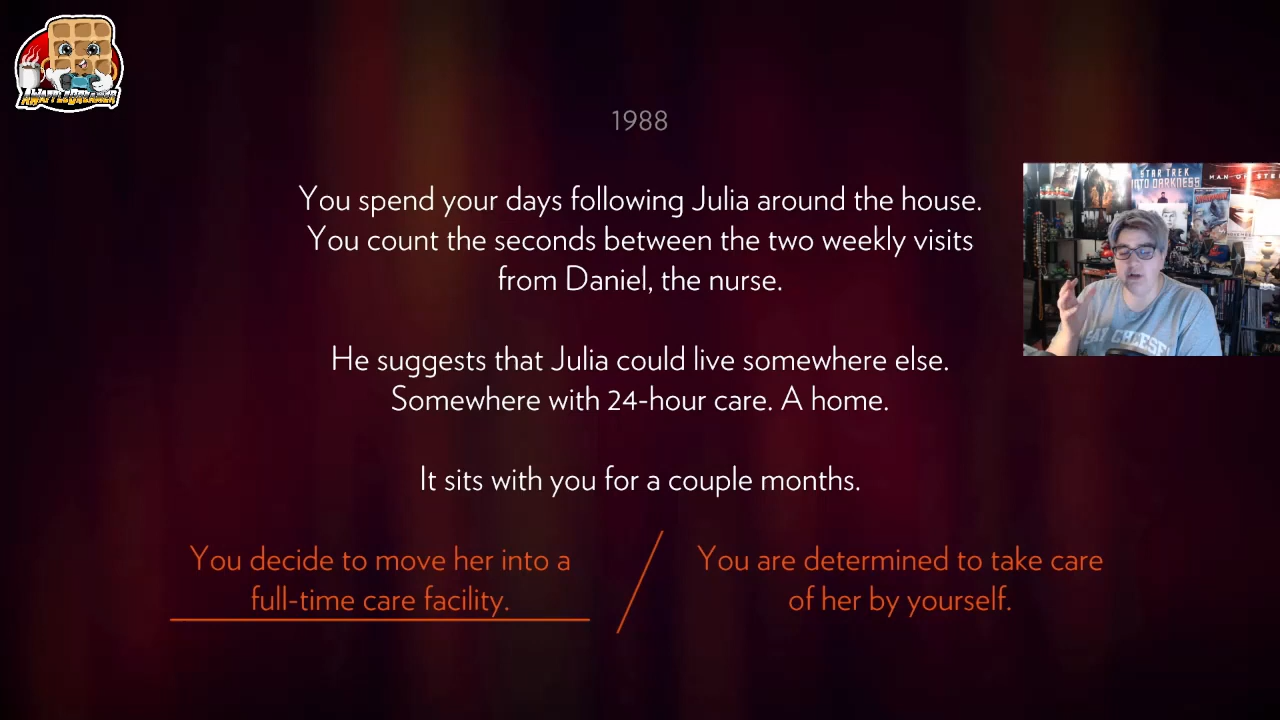 AWAFFLEDREAMER
1988
STAR TREK
INTO DARKNESS
MAN OF STE
You spend your days following Julia around the house.
You count the seconds between the two weekly visits
from Daniel, the nurse.
SAY CHEESE
He suggests that Julia could live somewhere else.
Somewhere with 24-hour care. A home.
It sits with you for a couple months.
You decide to move her into a
full-time care facility.
You are determined to take care
of her by yourself.